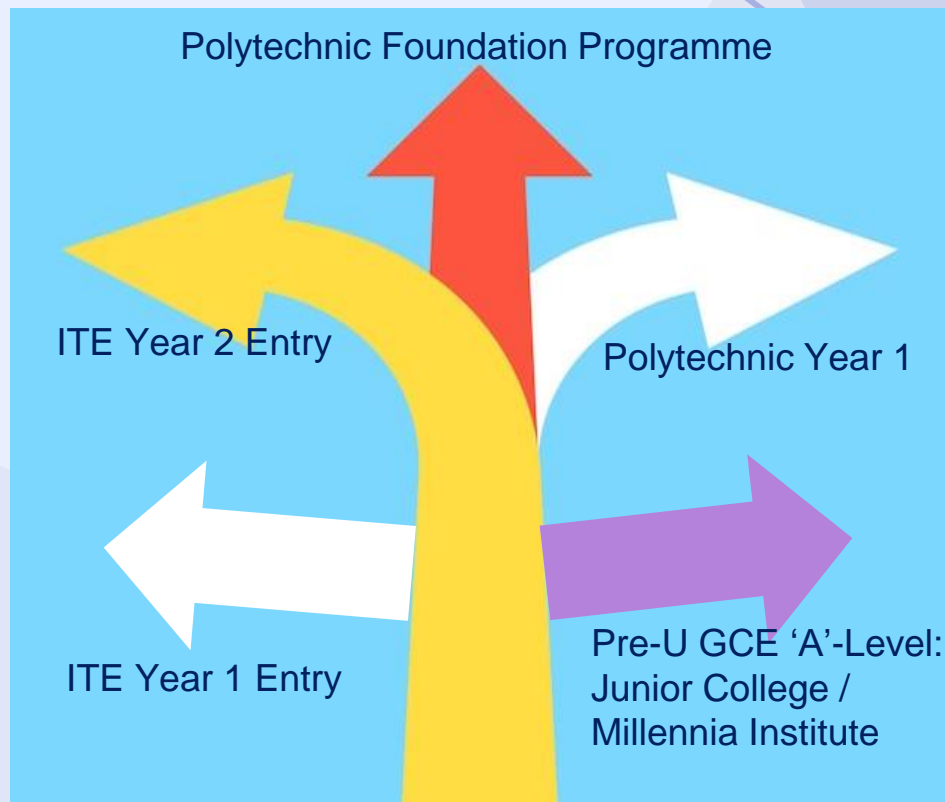 Polytechnic Foundation Programme
ITE Year 2 Entry
Polytechnic Year 1
ITE Year 1 Entry
Pre-U GCE ‘A’-Level:
Junior College /
Millennia Institute